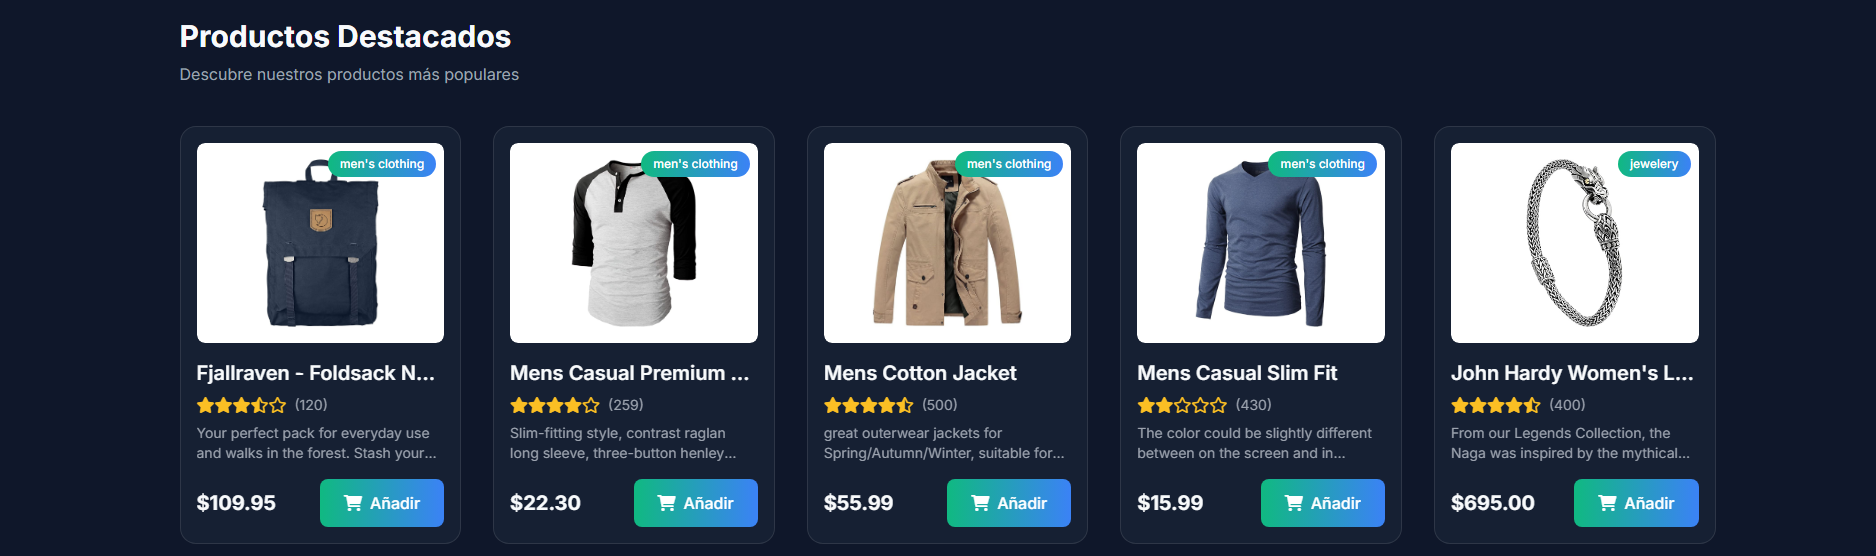 Productos Destacados
Descubre nuestros productos más populares
men's clothing
Fjallraven - Foldsack N...
(120)
Your perfect pack for everyday use
and walks in the forest. Stash your...
$109.95
Añadir
men's clothing
Mens Casual Premium ...
(259)
Slim-fitting style, contrast raglan
long sleeve, three-button henley...
$22.30
Añadir
men's clothing
Mens Cotton Jacket
(500)
great outerwear jackets for
Spring/Autumn/Winter, suitable for...
$55.99
Añadir
men's clothing
Mens Casual Slim Fit
(430)
The color could be slightly different
between on the screen and in...
$15.99
Añadir
jewelery
John Hardy Women's L...
(400)
From our Legends Collection, the
Naga was inspired by the mythical...
$695.00
Añadir